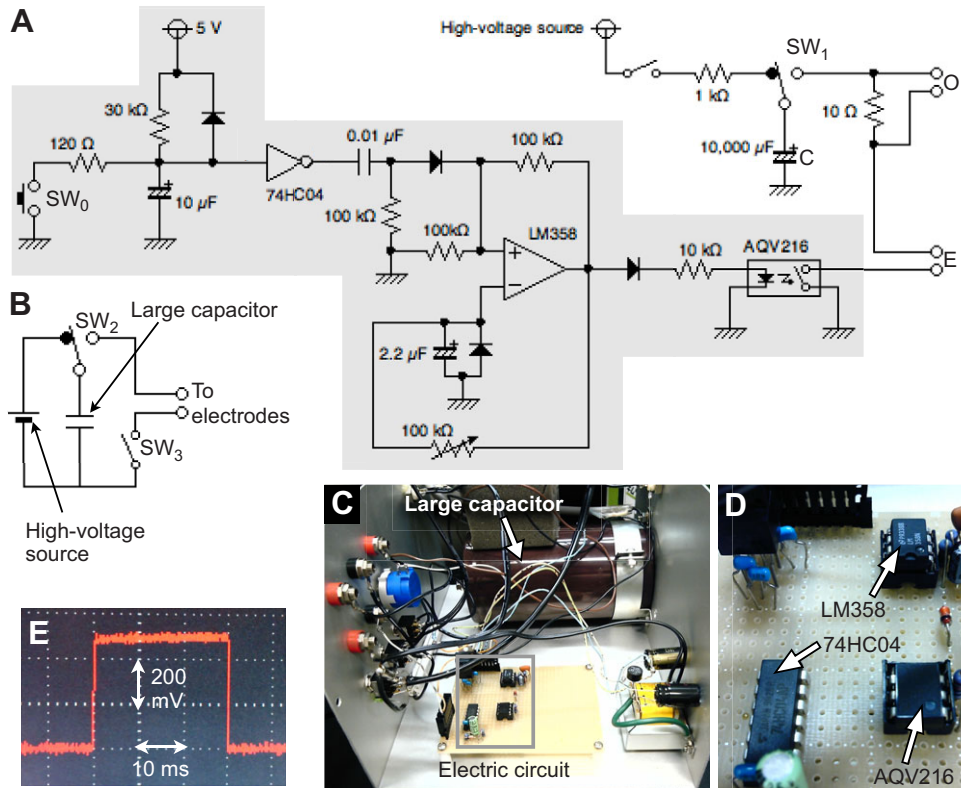 A
5 V
High-voltage source
SW1
30 kΩ
1 kΩ
O
10 Ω
120 Ω
0.01 µF
100 kΩ
10,000 µF
C
SW0
10 µF
74HC04
100 kΩ
100kΩ
LM358
10 kΩ
AQV216
E
B
SW2
Large capacitor
2.2 µF
To
electrodes
SW3
100 kΩ
High-voltage
source
C
Large capacitor
Electric circuit
D
LM358
74HC04
AQV216
E
200
mV
10 ms